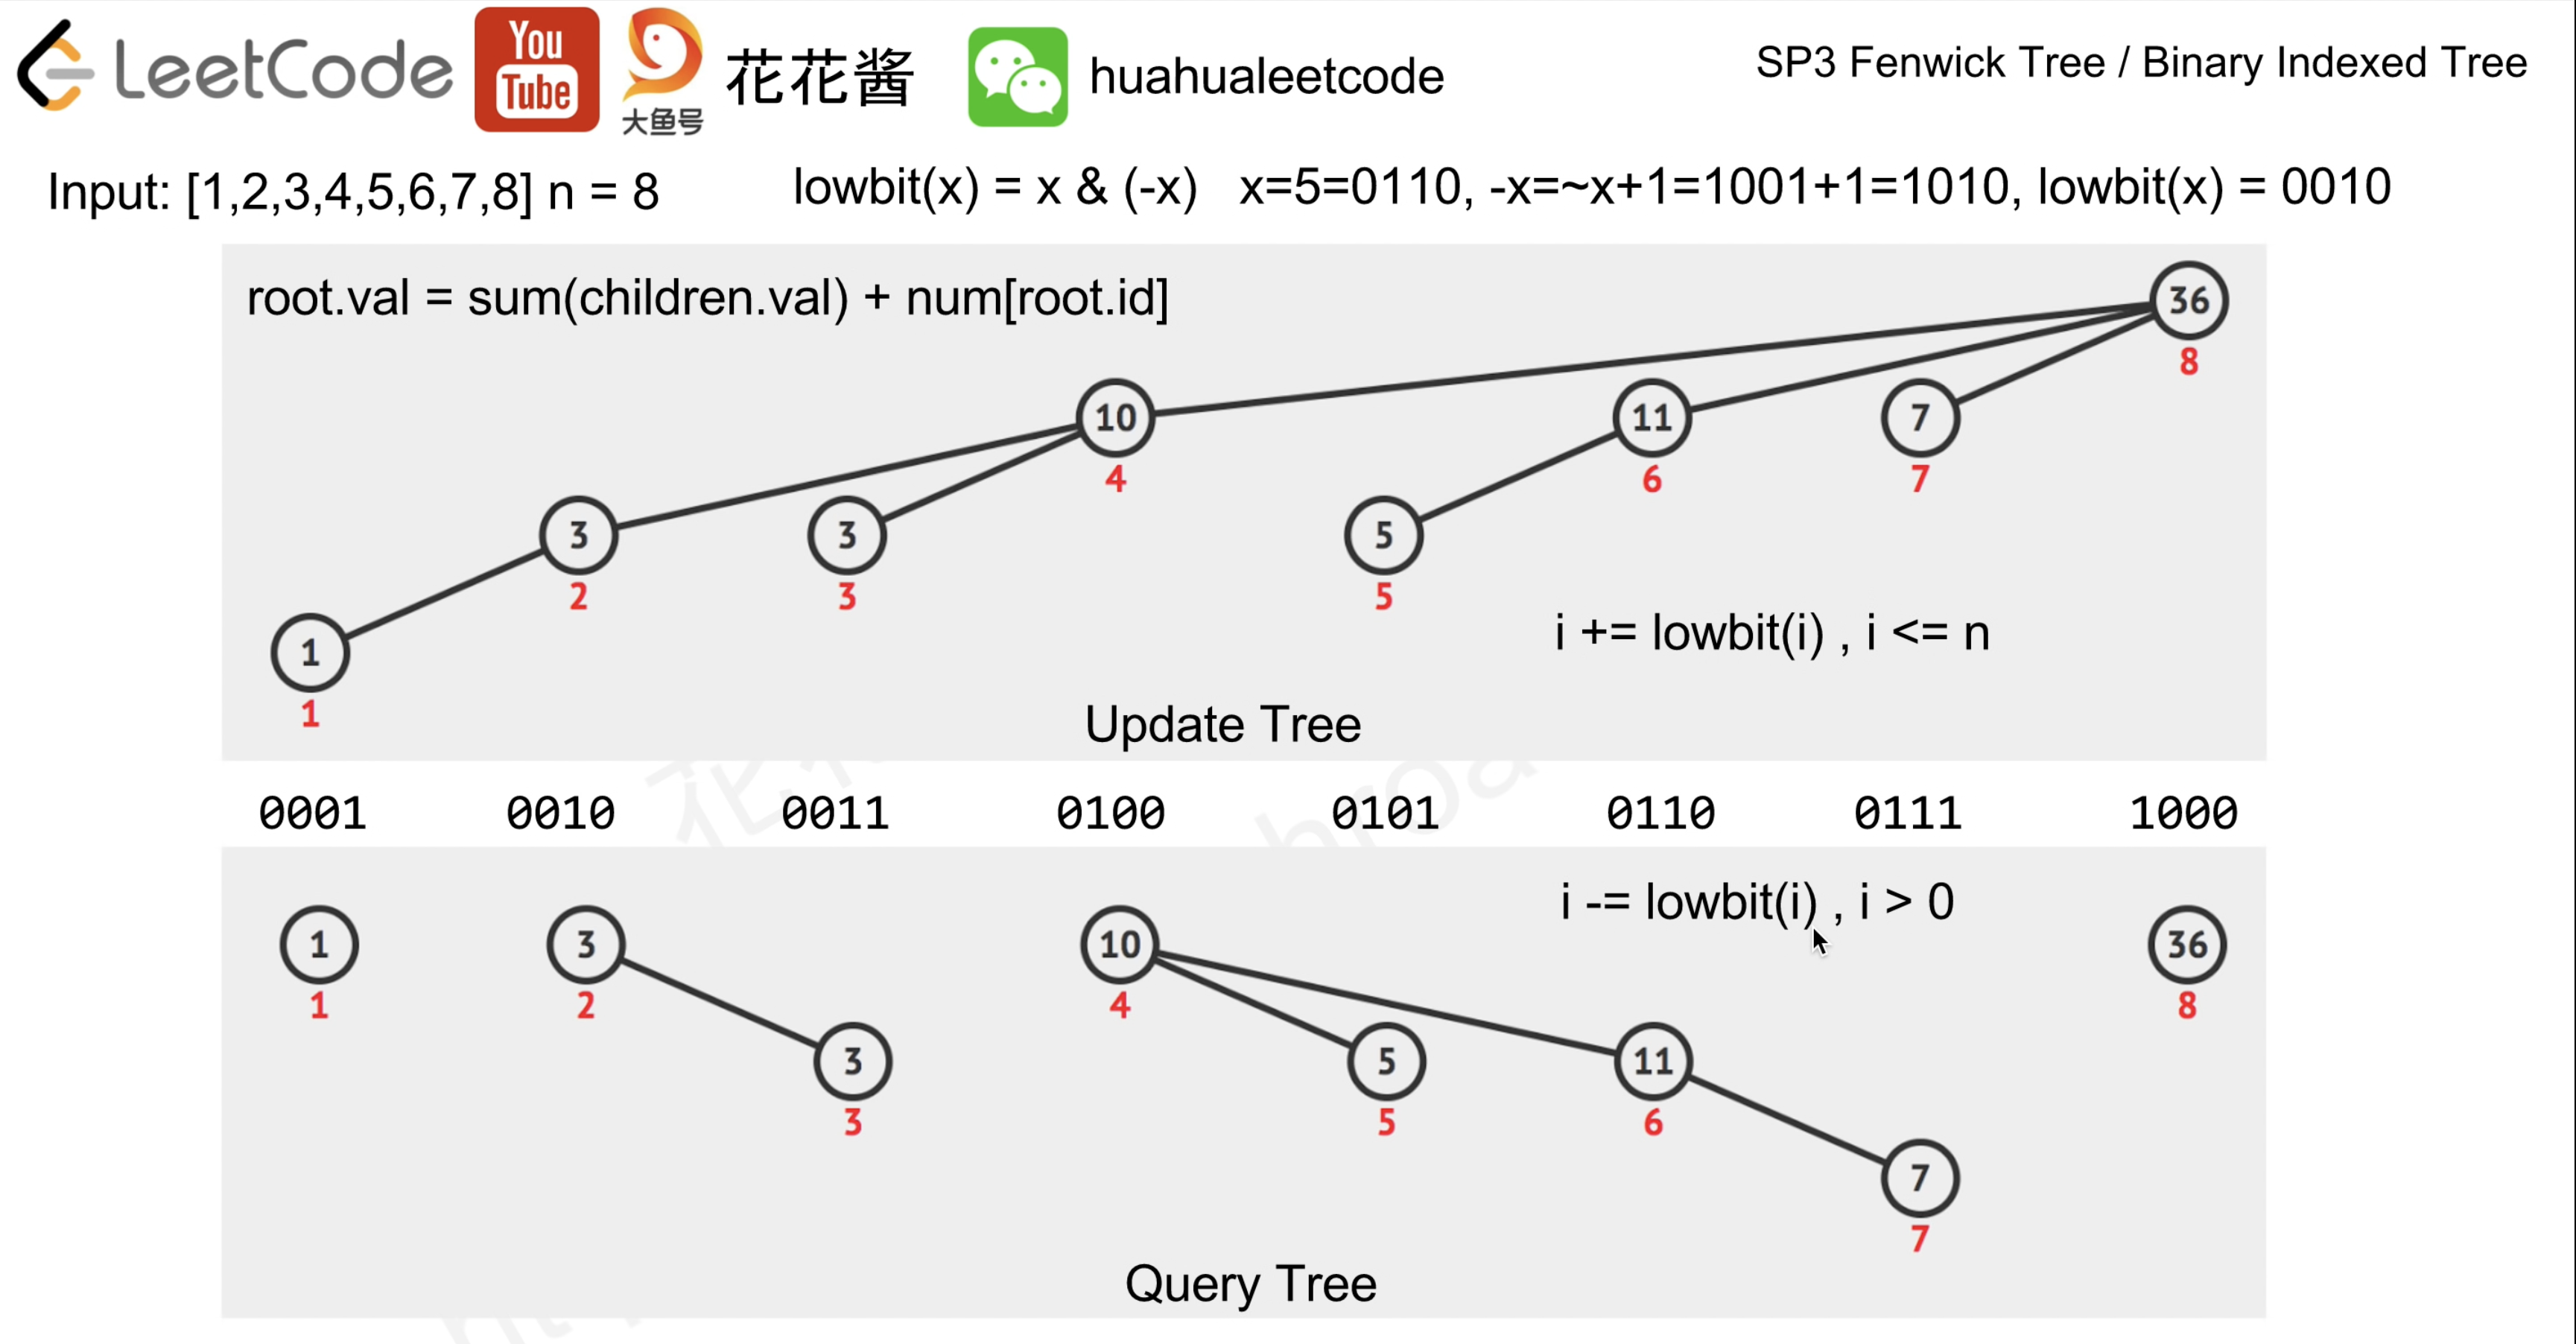 LeetCode
You
Tube
大鱼号
花花酱
huahualeetcode
SP3 Fenwick Tree / Binary Indexed Tree
Input: [1,2,3,4,5,6,7,8] n = 8
lowbit(x) = x & (-x) x=5=0110, -x=~x+1=1001+1=1010, lowbit(x) = 0010
root.val = sum(children.val) + num[root.id]
36
8
10
4
11
6
7
7
3
2
3
3
5
5
1
1
i += lowbit(i) , i <= n
Update Tree
0001 0010 0011 0100 0101 0110 0111 1000
i -= lowbit(i) , i > 0
1
1
3
2
10
4
36
8
3
3
5
5
11
6
7
7
Query Tree